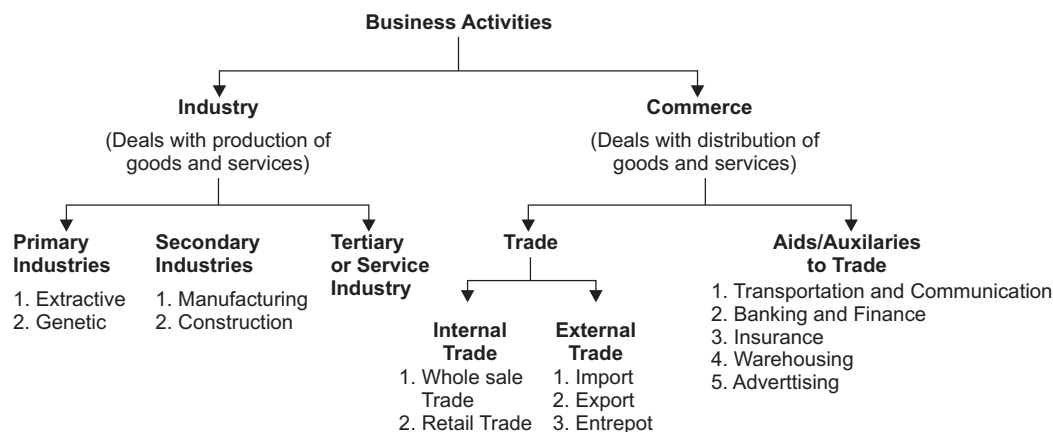 Business Activities
Industry
(Deals with production of
goods and services)
Commerce
(Deals with distribution of
goods and services)
Primary
Industries
1. Extractive
2. Genetic
Secondary
Industries
1. Manufacturing
2. Construction
Tertiary
or Service
Industry
Trade
Internal
Trade
1. Whole sale
Trade
2. Retail Trade
External
Trade
1. Import
2. Export
3. Entrepot
Aids/Auxilaries
to Trade
1. Transportation and Communication
2. Banking and Finance
3. Insurance
4. Warehousing
5. Adverttising